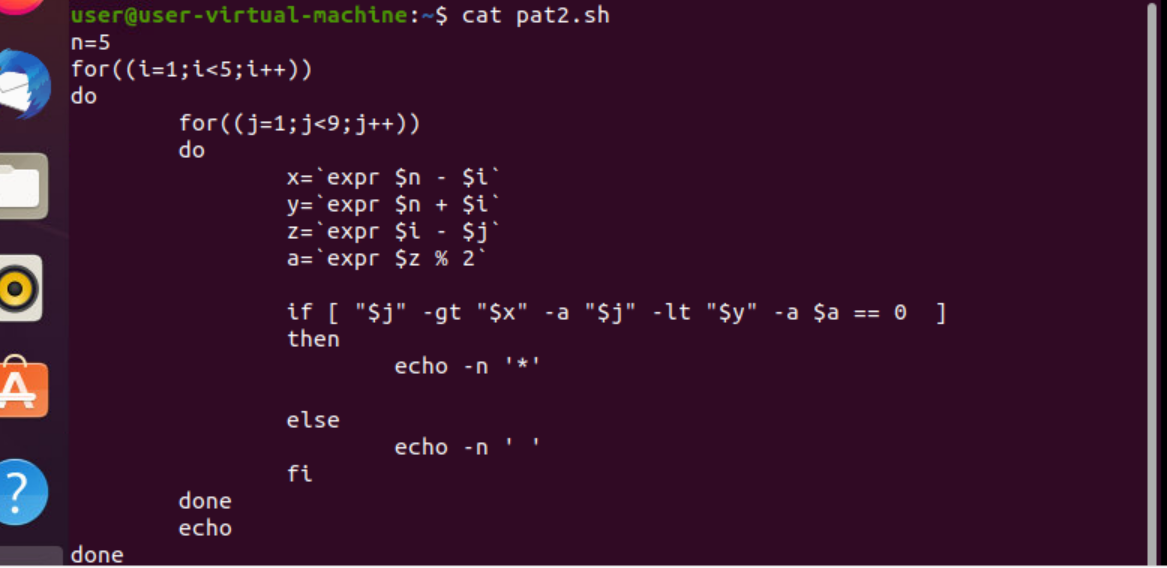 user@user-virtual-machine:~$ cat pat2.sh
n=5
for((i=1;i<5;i++))
do
        for((j=1;j<9;j++))
        do
                x=`expr $n - $i`
                y=`expr $n + $i`
                z=`expr $i - $j`
                a=`expr $z % 2`

                if [ "$j" -gt "$x" -a "$j" -lt "$y" -a $a == 0  ]
                then
                        echo -n '*'

                else
                        echo -n ' '
                fi
        done
        echo
done